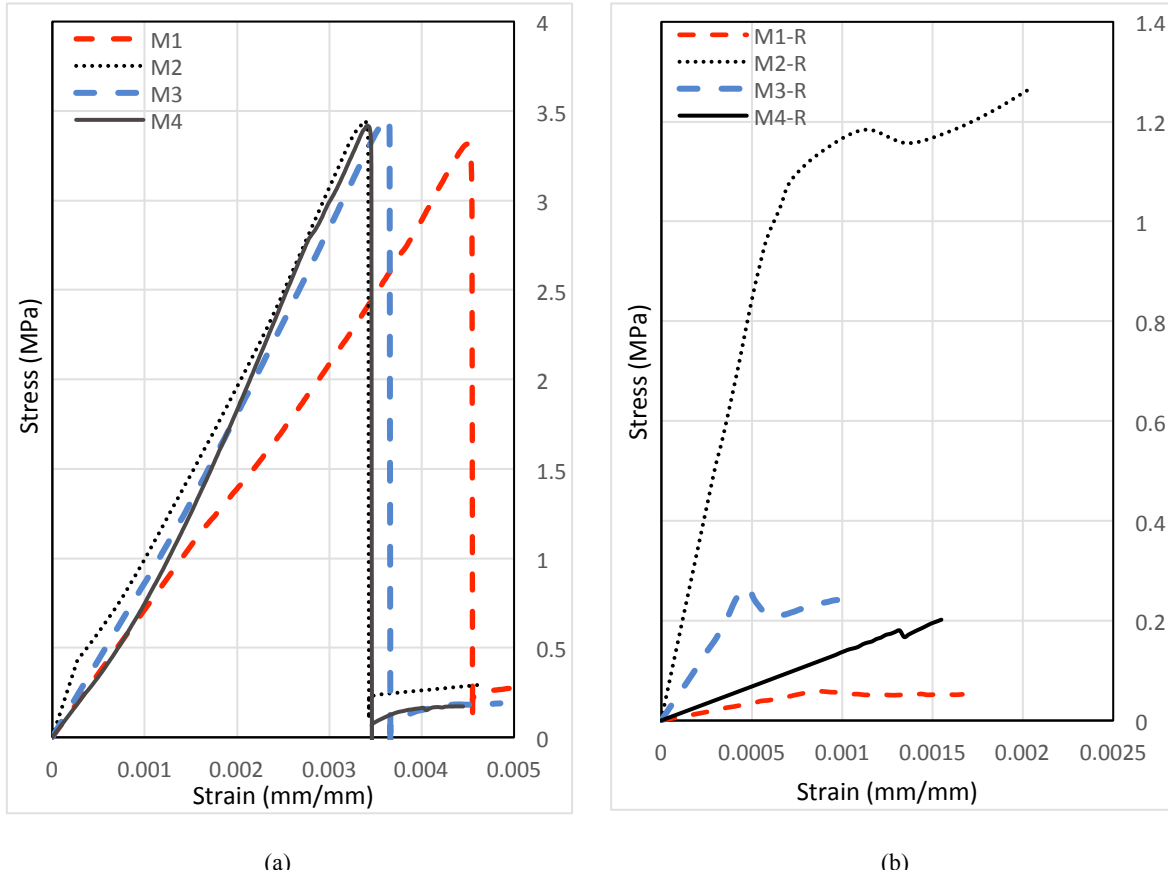 M1
M2
M3
M4
4
3.5
3
2.5
2
1.5
1
0.5
0
Stress (MPa)
0 0.001 0.002 0.003 0.004 0.005
Strain (mm/mm)
(a)
M1-R
M2-R
M3-R
M4-R
1.4
1.2
1
0.8
0.6
0.4
0.2
0
Stress (MPa)
0 0.0005 0.001 0.0015 0.002 0.0025
Strain (mm/mm)
(b)